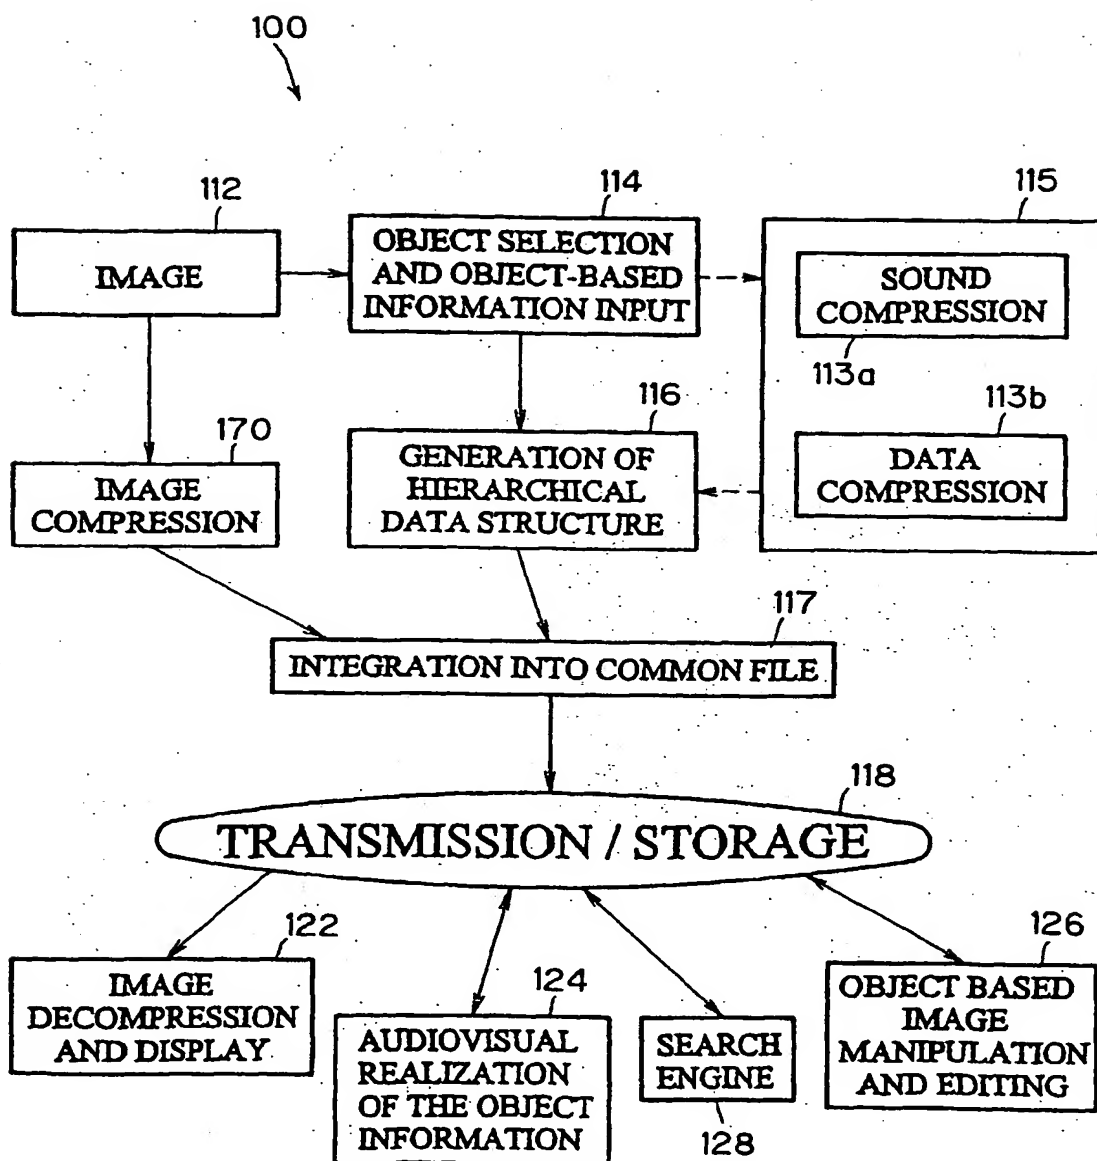 100
112
IMAGE
114
OBJECT SELECTION
AND OBJECT-BASED
INFORMATION INPUT
115
SOUND
COMPRESSION
113a
113b
DATA
COMPRESSION
170
IMAGE
COMPRESSION
116
GENERATION OF
HIERARCHICAL
DATA STRUCTURE
117
INTEGRATION INTO COMMON FILE
118
TRANSMISSION / STORAGE
122
IMAGE
DECOMPRESSION
AND DISPLAY
124
AUDIOVISUAL
REALIZATION
OF THE OBJECT
INFORMATION
SEARCH
ENGINE
128
126
OBJECT BASED
IMAGE
MANIPULATION
AND EDITING